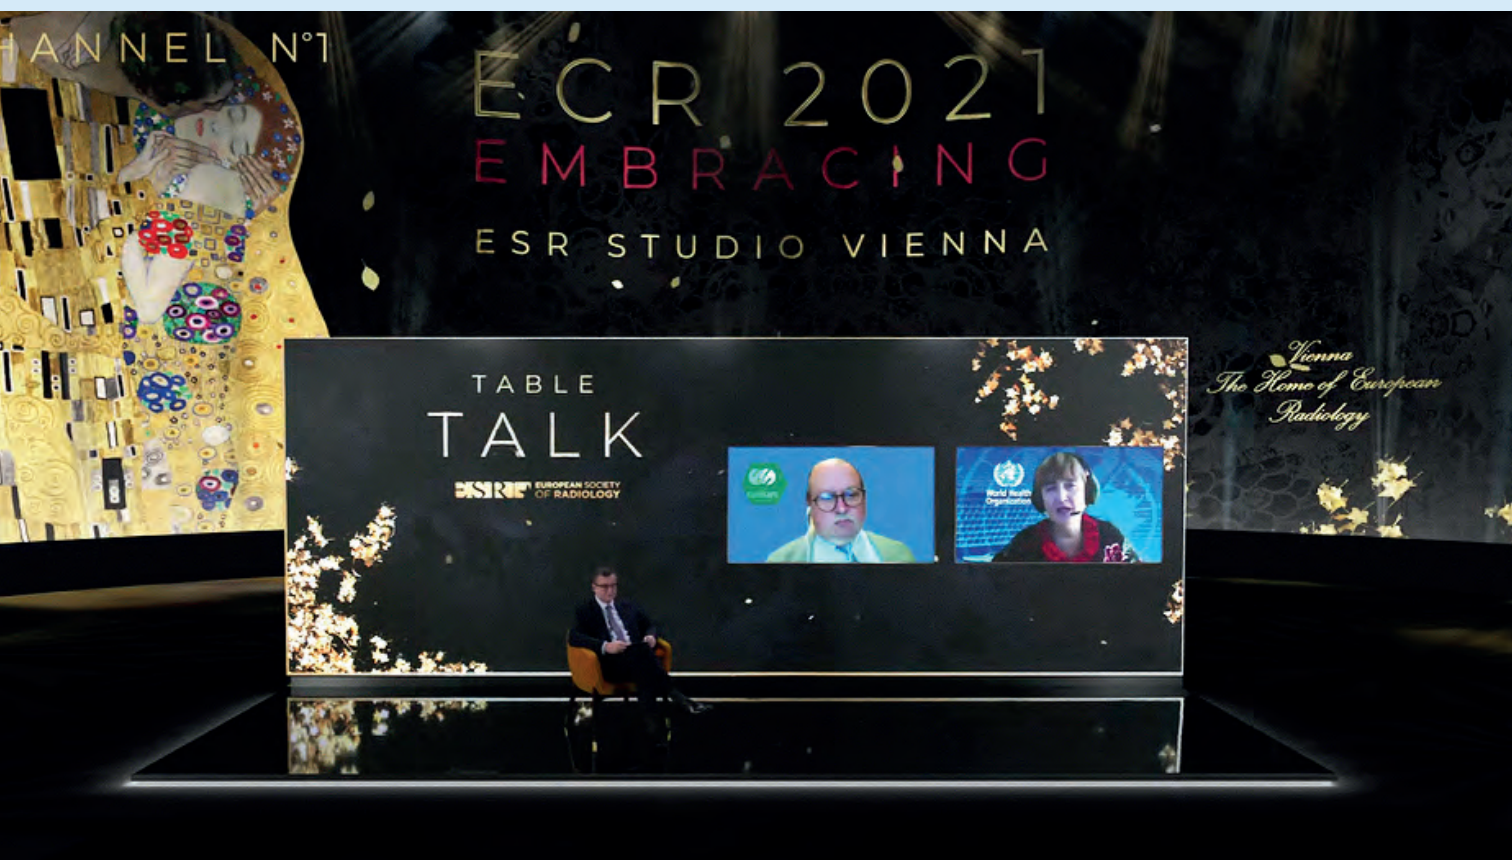 HANNEL N°1
ECR 2021
EMBRACING
ESR STUDIO VIENNA
TABLE
TALK
ESR EUROPEAN SOCIETY
OF RADIOLOGY
World Health
Organization
Vienna
The Home of European
Radiology